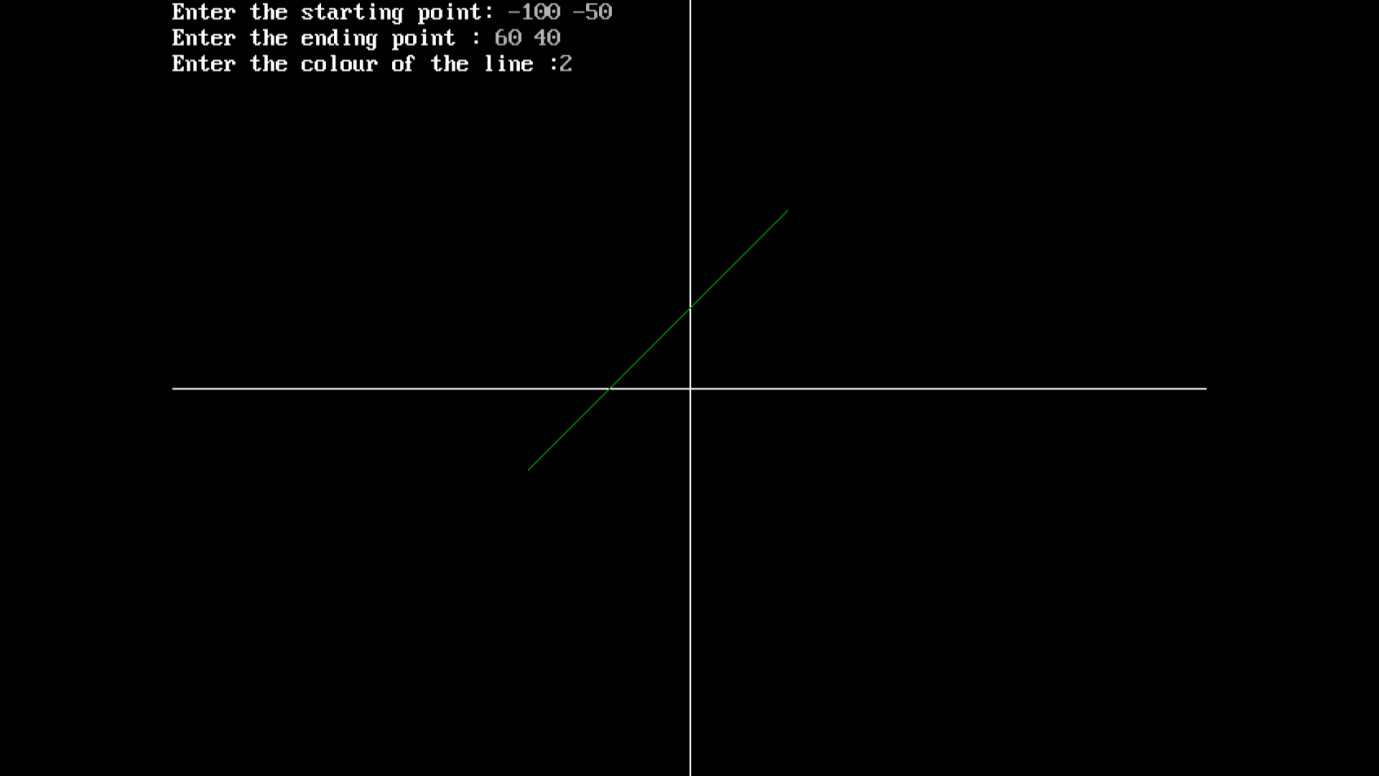 Enter the starting point: -100 -50
Enter the ending point : 60 40
Enter the colour of the line :2